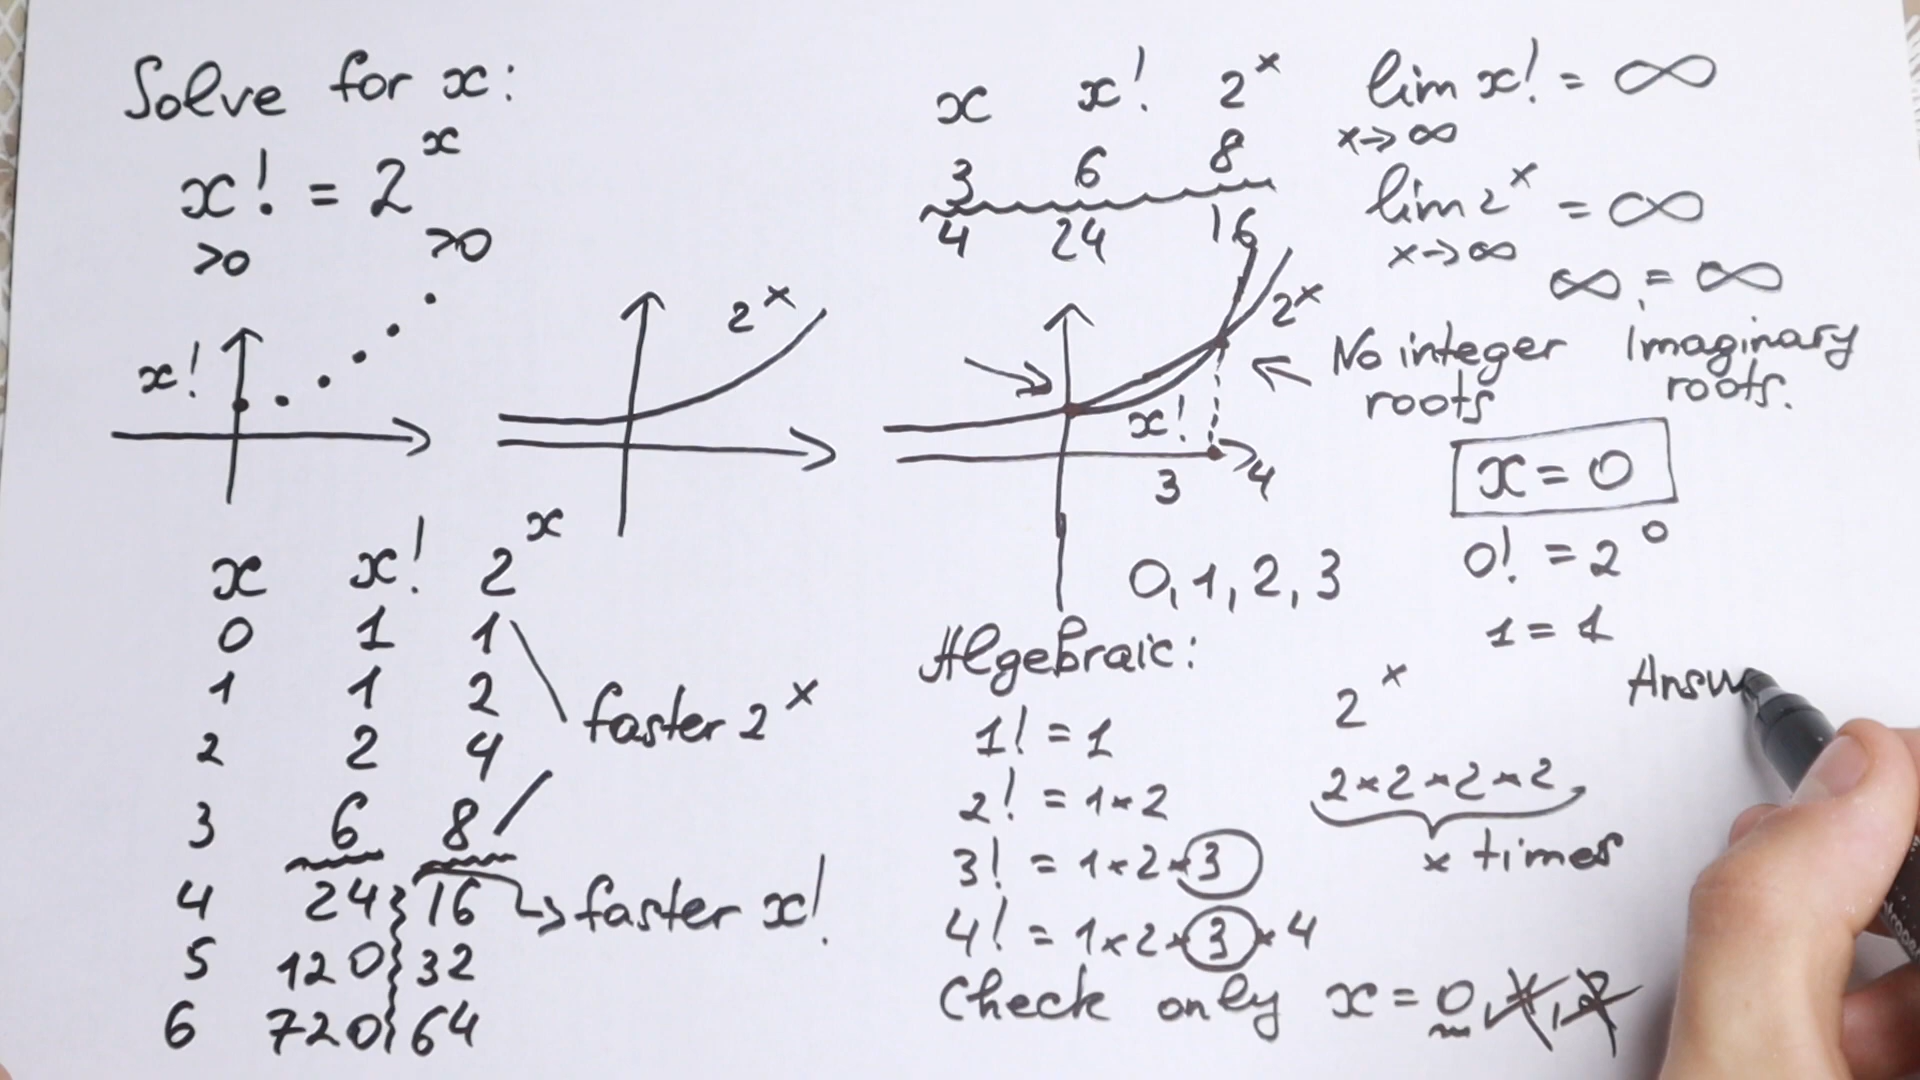 Solve for x:
x! = 2^x
>0 >0
x!
2^x
x x! 2^x
0 1 1
1 1 2
2 2 4
3 6 8
4 24 16
5 120 32
6 720 64
faster 2^x
faster x!
x x! 2^x
3 6 8
4 24 16
2^x
x!
3 4
0, 1, 2, 3
Algebraic:
1! = 1
2! = 1×2
3! = 1×2×3
4! = 1×2×3×4
Check only x = 0, 1, 2
lim x! = ∞
x→∞
lim 2^x = ∞
x→∞
∞ = ∞
No integer
roots
Imaginary
roots.
x = 0
0! = 2^0
1 = 1
2^x
2×2×2×2
x times
Answ